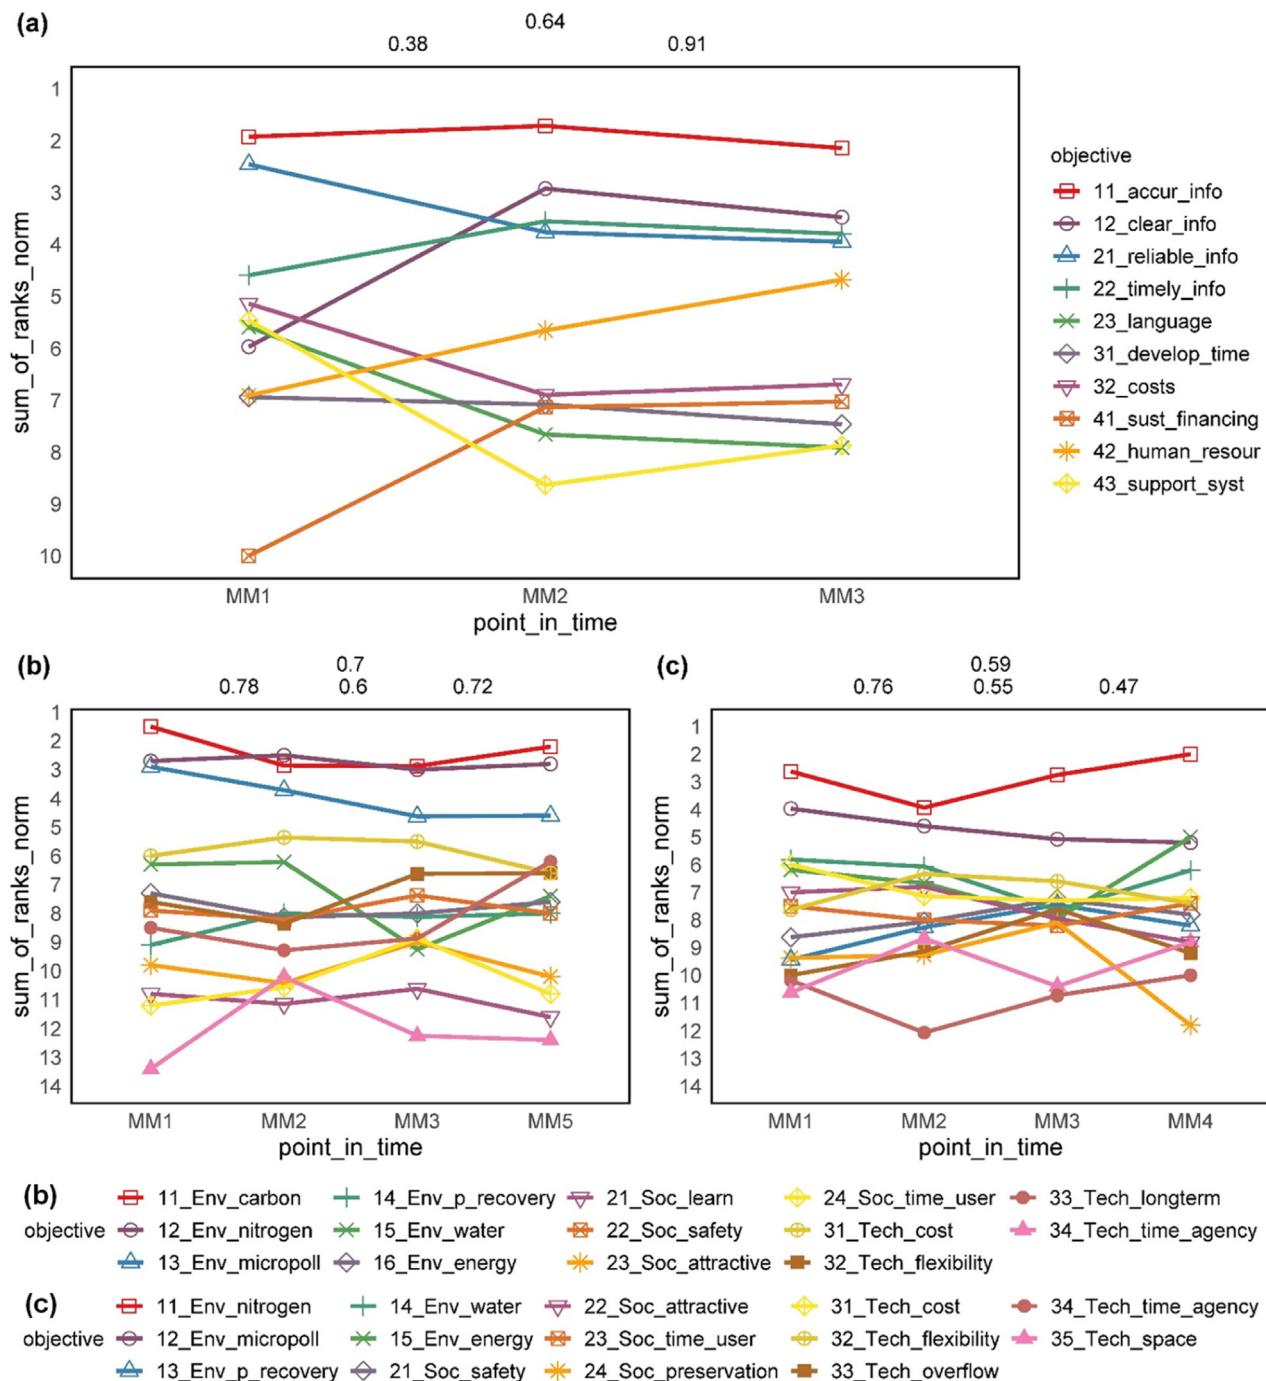 (a)
0.64
0.38 0.91
1
2
3
4
5
6
7
8
9
10
sum_of_ranks_norm
MM1 MM2 MM3
point_in_time
objective
11_accur_info
12_clear_info
21_reliable_info
22_timely_info
23_language
31_develop_time
32_costs
41_sust_financing
42_human_resour
43_support_syst
(b)
0.7
0.78 0.6 0.72
1
2
3
4
5
6
7
8
9
10
11
12
13
14
sum_of_ranks_norm
MM1 MM2 MM3 MM5
point_in_time
(c)
0.59
0.76 0.55 0.47
1
2
3
4
5
6
7
8
9
10
11
12
13
14
sum_of_ranks_norm
MM1 MM2 MM3 MM4
point_in_time
(b)
11_Env_carbon 14_Env_p_recovery 21_Soc_learn 24_Soc_time_user 33_Tech_longterm
objective 12_Env_nitrogen 15_Env_water 22_Soc_safety 31_Tech_cost 34_Tech_time_agency
13_Env_micropoll 16_Env_energy 23_Soc_attractive 32_Tech_flexibility
(c)
11_Env_nitrogen 14_Env_water 22_Soc_attractive 31_Tech_cost 34_Tech_time_agency
objective 12_Env_micropoll 15_Env_energy 23_Soc_time_user 32_Tech_flexibility 35_Tech_space
13_Env_p_recovery 21_Soc_safety 24_Soc_preservation 33_Tech_overflow